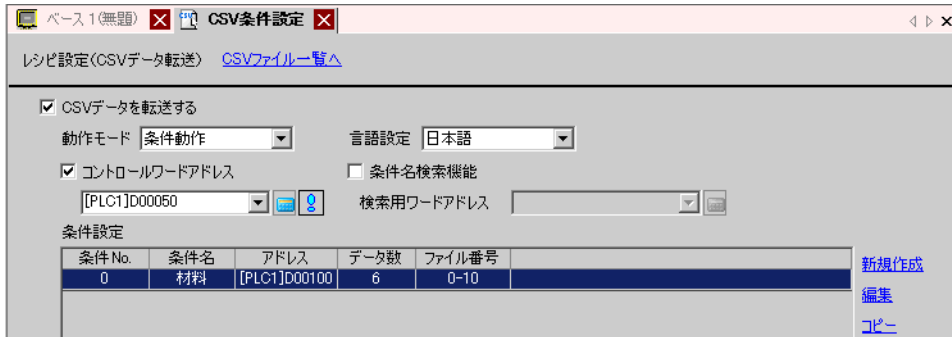 ベース1(無題) CSV条件設定
レシピ設定(CSVデータ転送) CSVファイル一覧へ
CSVデータを転送する
動作モード 条件動作 言語設定 日本語
コントロールワードアドレス 条件名検索機能
[PLC1]D00050 検索用ワードアドレス
条件設定
条件No. 条件名 アドレス データ数 ファイル番号
0 材料 [PLC1]D00100 6 0-10
新規作成
編集
コピー